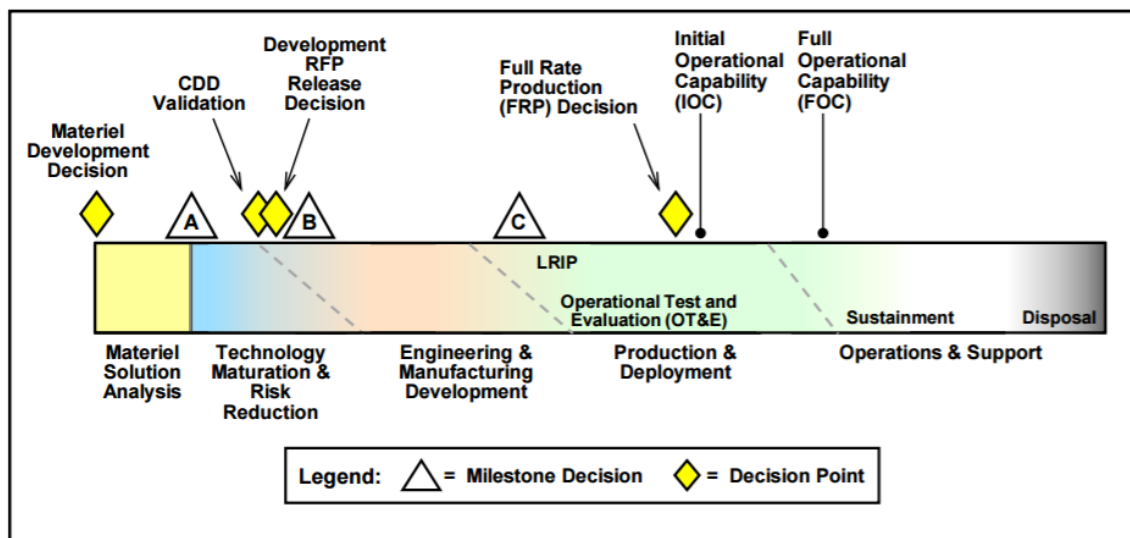 Materiel
Development
Decision
CDD
Validation
Development
RFP
Release
Decision
Full Rate
Production
(FRP) Decision
Initial
Operational
Capability
(IOC)
Full
Operational
Capability
(FOC)
A
B
C
LRIP
Operational Test and
Evaluation (OT&E)
Sustainment
Disposal
Materiel
Solution
Analysis
Technology
Maturation &
Risk
Reduction
Engineering &
Manufacturing
Development
Production &
Deployment
Operations & Support
Legend: = Milestone Decision = Decision Point